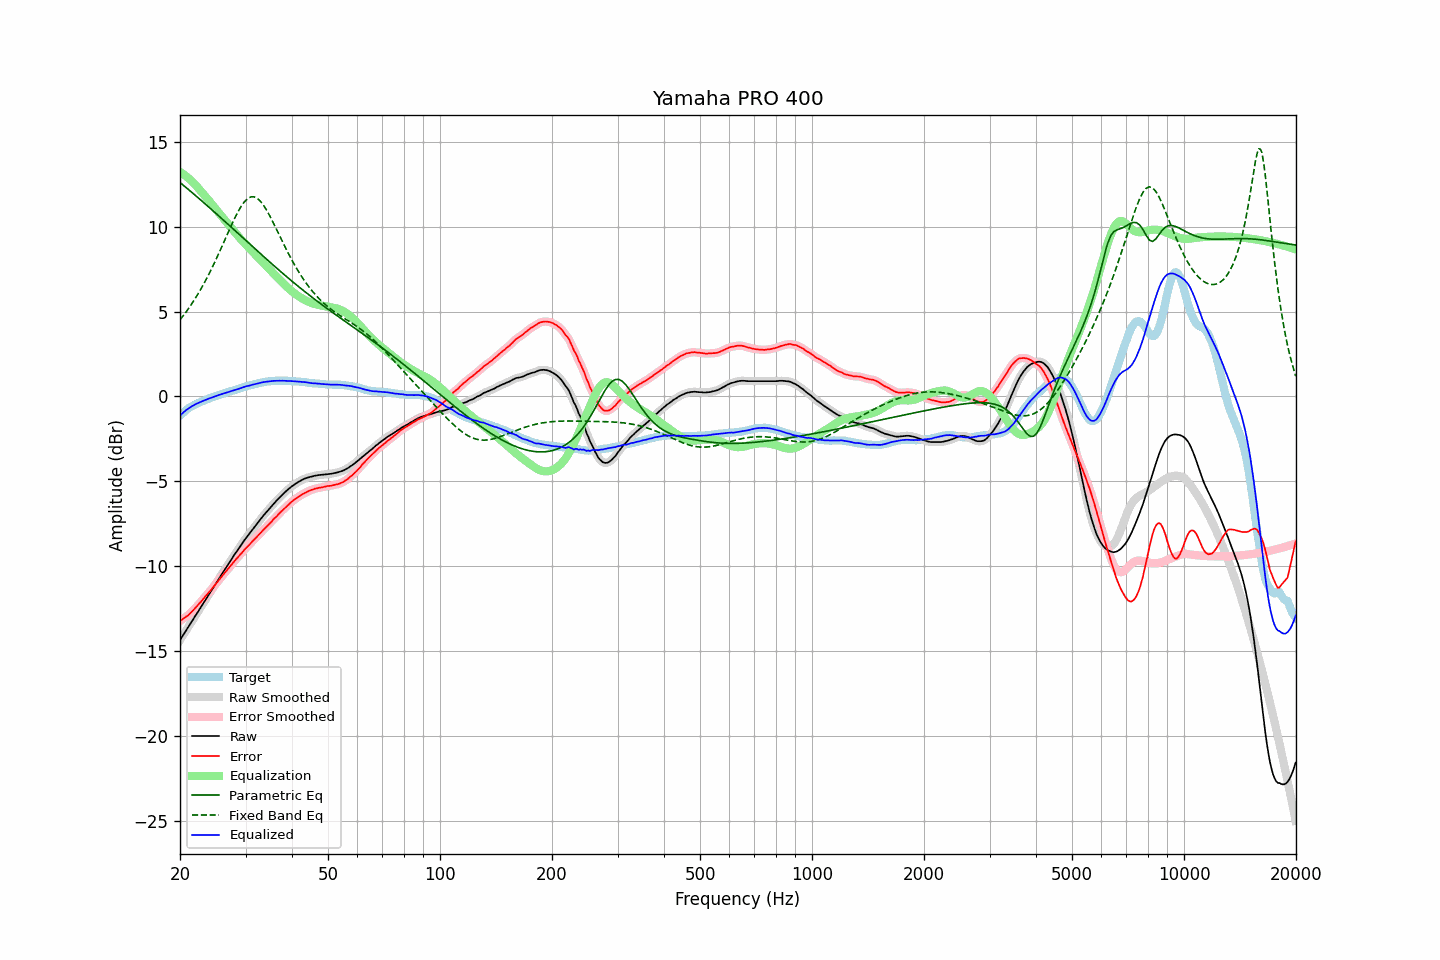 Yamaha PRO 400
Amplitude (dBr)
15
10
5
0
−5
−10
−15
−20
−25
Target
Raw Smoothed
Error Smoothed
Raw
Error
Equalization
Parametric Eq
Fixed Band Eq
Equalized
20 50 100 200 500 1000 2000 5000 10000 20000
Frequency (Hz)